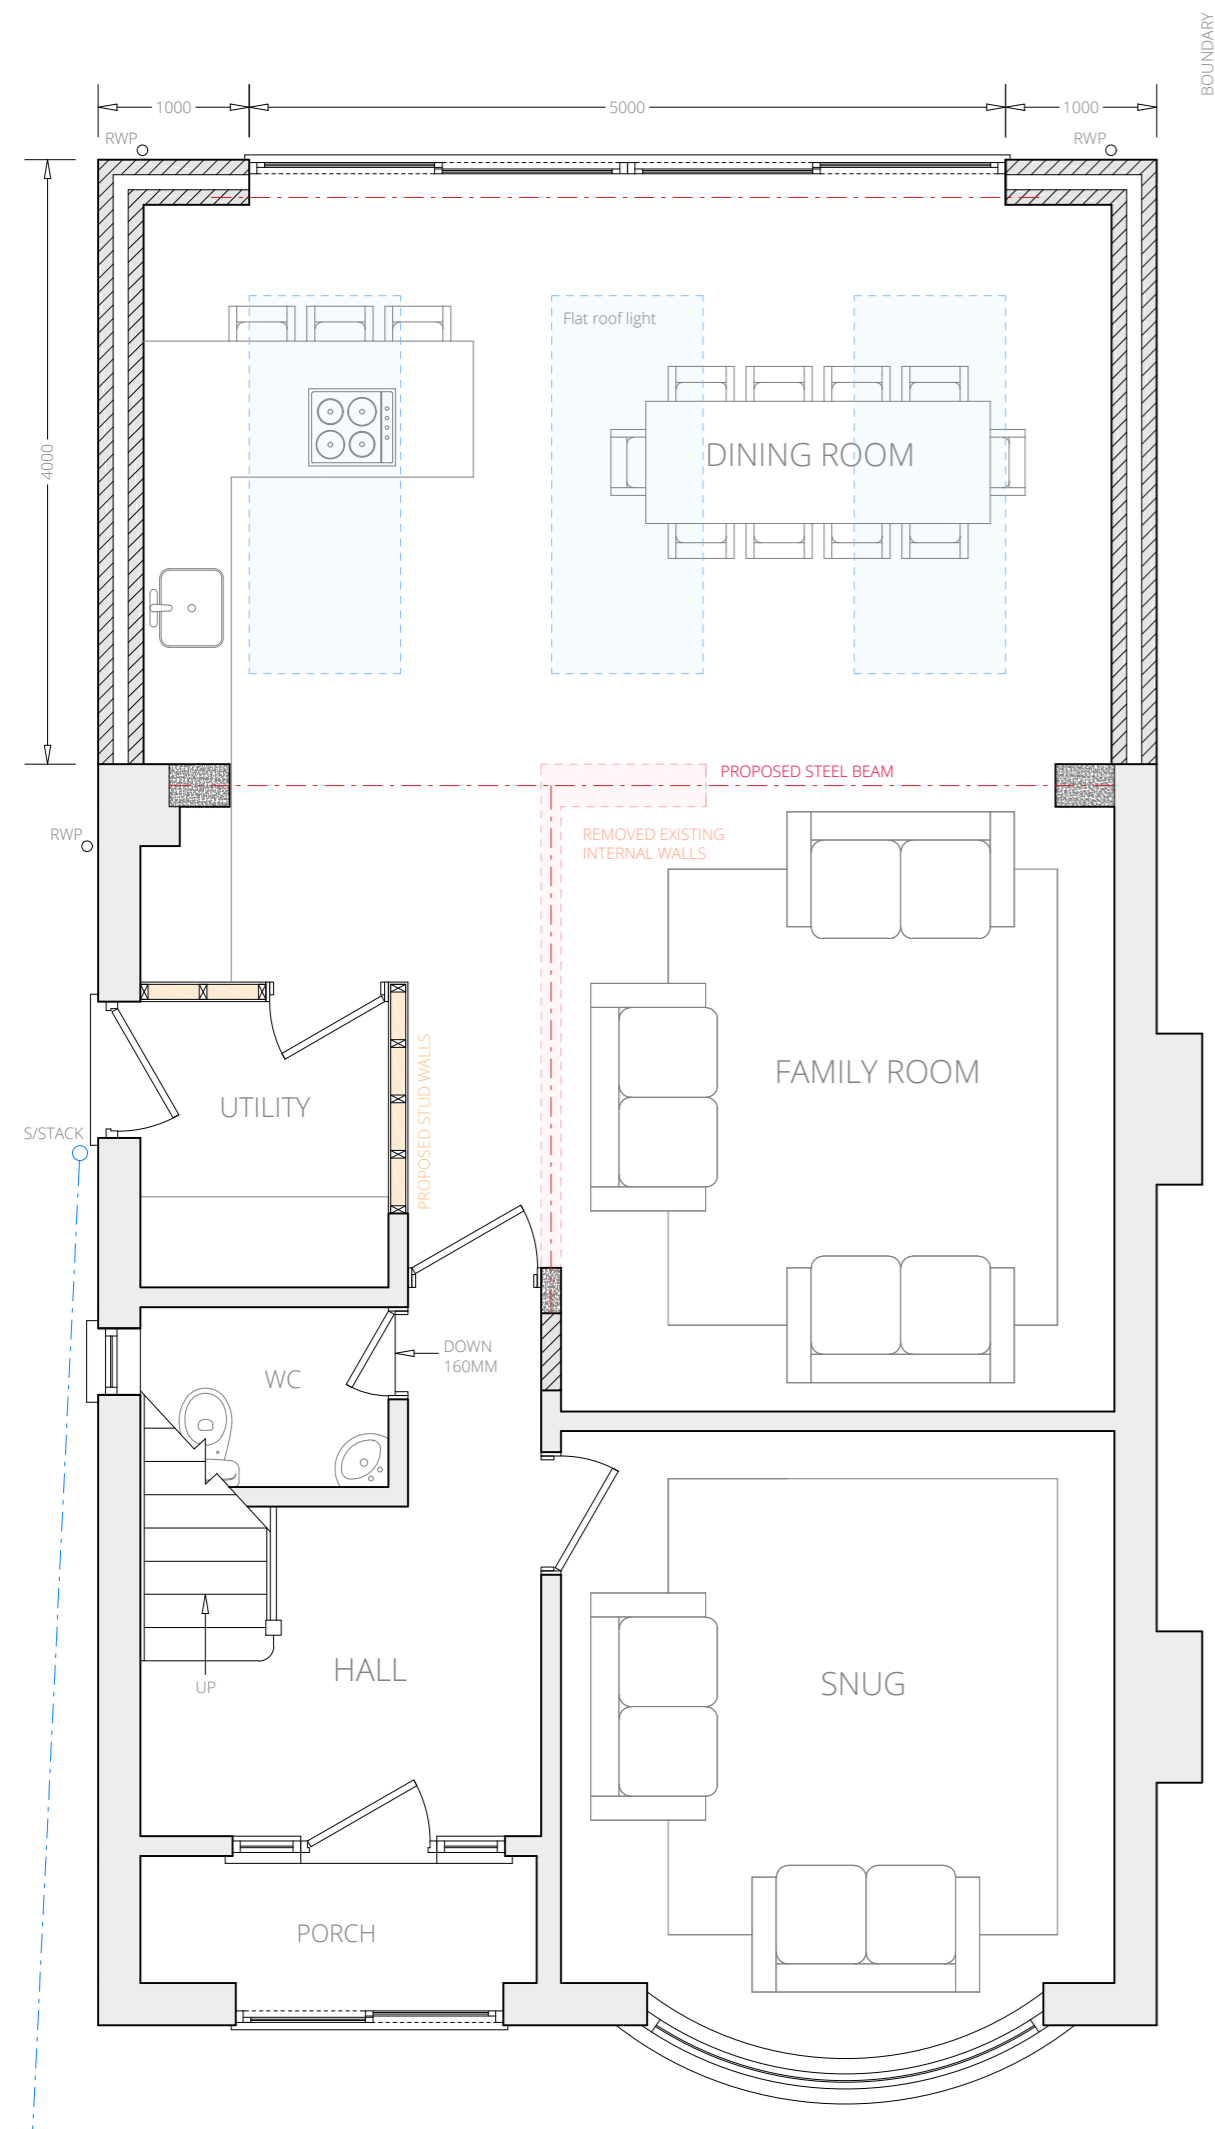 BOUNDARY
1000
5000
1000
RWP
RWP
Flat roof light
DINING ROOM
4000
PROPOSED STEEL BEAM
RWP
REMOVED EXISTING
INTERNAL WALLS
FAMILY ROOM
UTILITY
PROPOSED STUD WALLS
S/STACK
DOWN
160MM
WC
HALL
SNUG
UP
PORCH